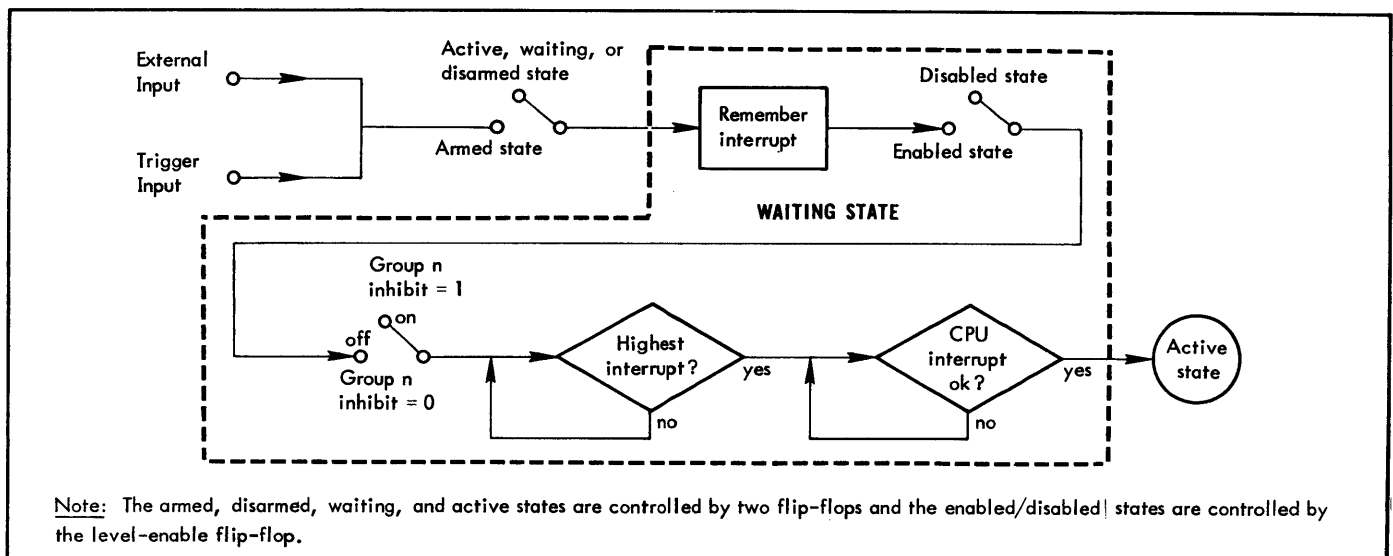 External
Input
Active, waiting, or
disarmed state
Armed state
Trigger
Input
Remember
interrupt
Disabled state
Enabled state
WAITING STATE
Group n
inhibit = 1
on
off
Group n
inhibit = 0
Highest
interrupt?
yes
no
CPU
interrupt
ok?
yes
no
Active
state
Note: The armed, disarmed, waiting, and active states are controlled by two flip-flops and the enabled/disabled states are controlled by
the level-enable flip-flop.